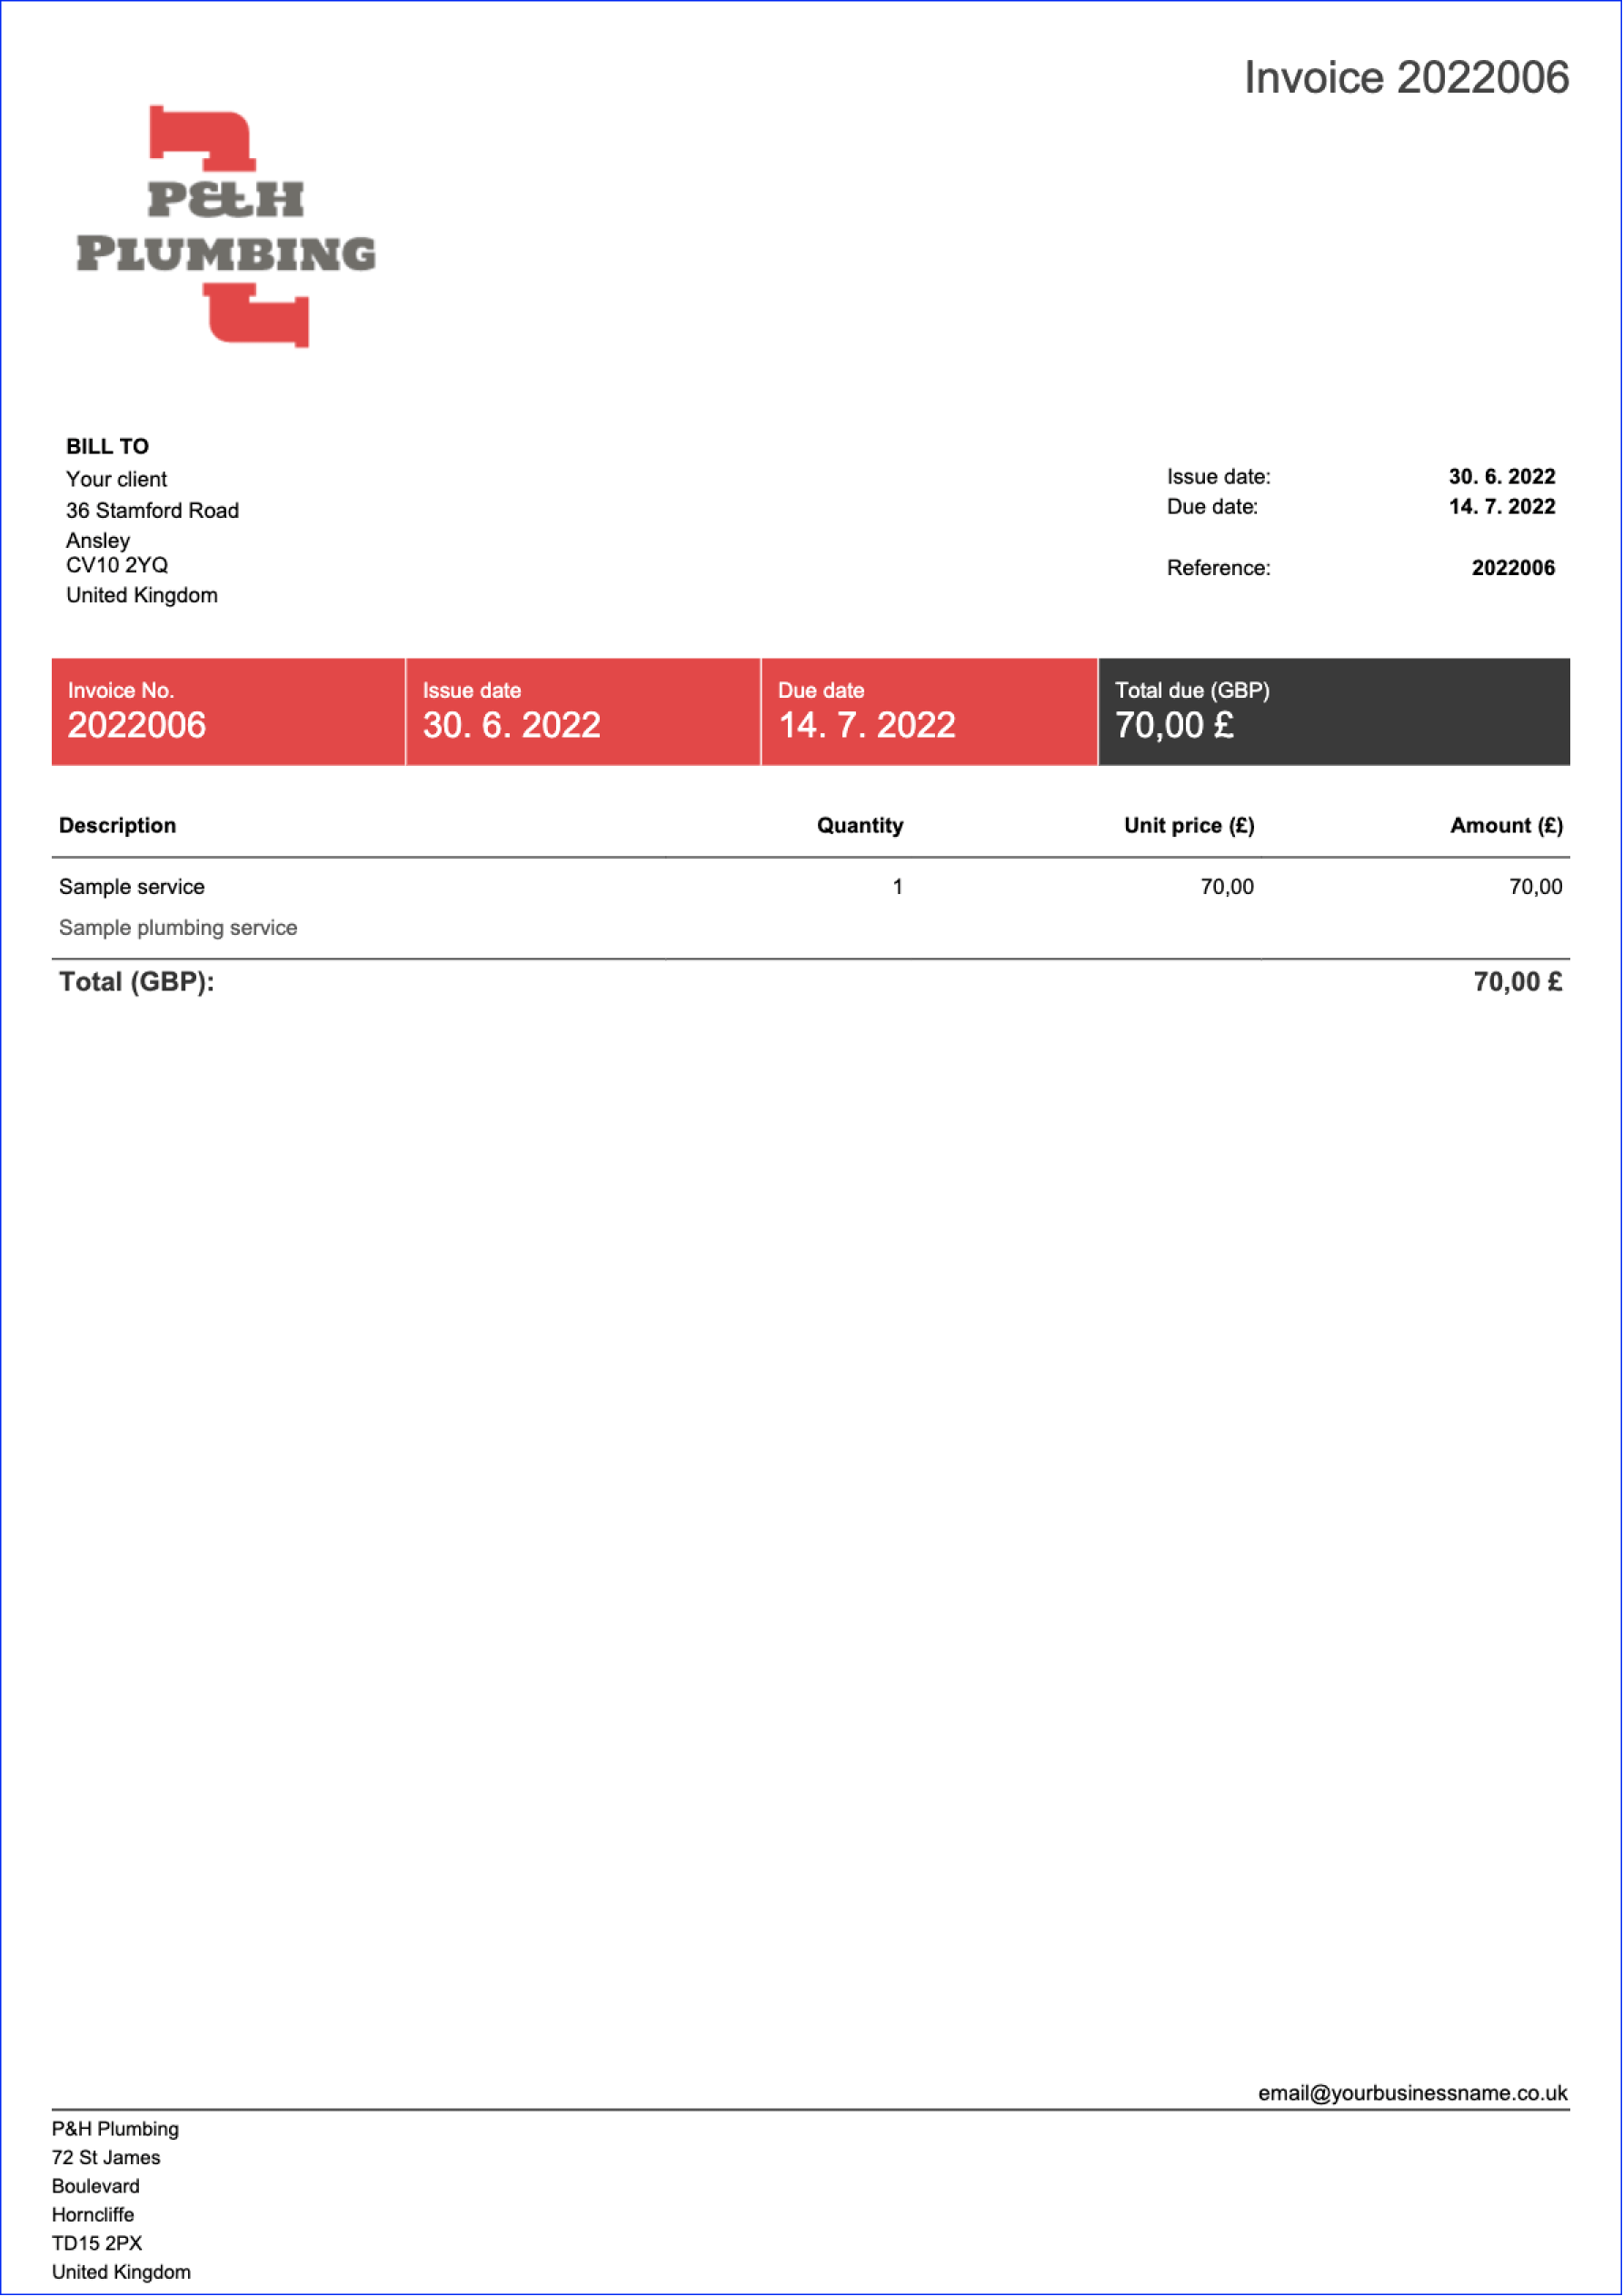 Invoice 2022006
P&H
PLUMBING
BILL TO
Your client
36 Stamford Road
Ansley
CV10 2YQ
United Kingdom
Issue date: 30. 6. 2022
Due date: 14. 7. 2022
Reference: 2022006
Invoice No. Issue date Due date Total due (GBP)
2022006 30. 6. 2022 14. 7. 2022 70,00 £
Description Quantity Unit price (£) Amount (£)
Sample service 1 70,00 70,00
Sample plumbing service
Total (GBP): 70,00 £
email@yourbusinessname.co.uk
P&H Plumbing
72 St James
Boulevard
Horncliffe
TD15 2PX
United Kingdom